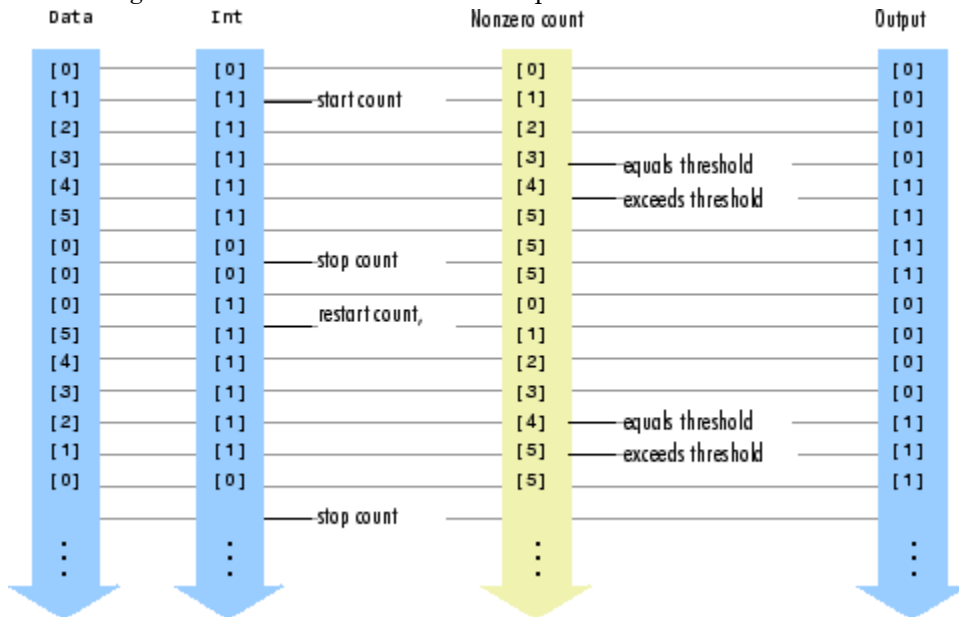 Data Int Nonzero count Output
[0] [0] [0] [0]
[1] [1] start count [1] [0]
[2] [1] [2] [0]
[3] [1] [3] equals threshold [0]
[4] [1] [4] exceeds threshold [1]
[5] [1] [5] [1]
[0] [0] [5] [1]
[0] [0] stop count [5] [1]
[0] [1] restart count, [0] [0]
[5] [1] [1] [0]
[4] [1] [2] [0]
[3] [1] [3] [0]
[2] [1] [4] equals threshold [1]
[1] [1] [5] exceeds threshold [1]
[0] [0] [5] [1]
stop count